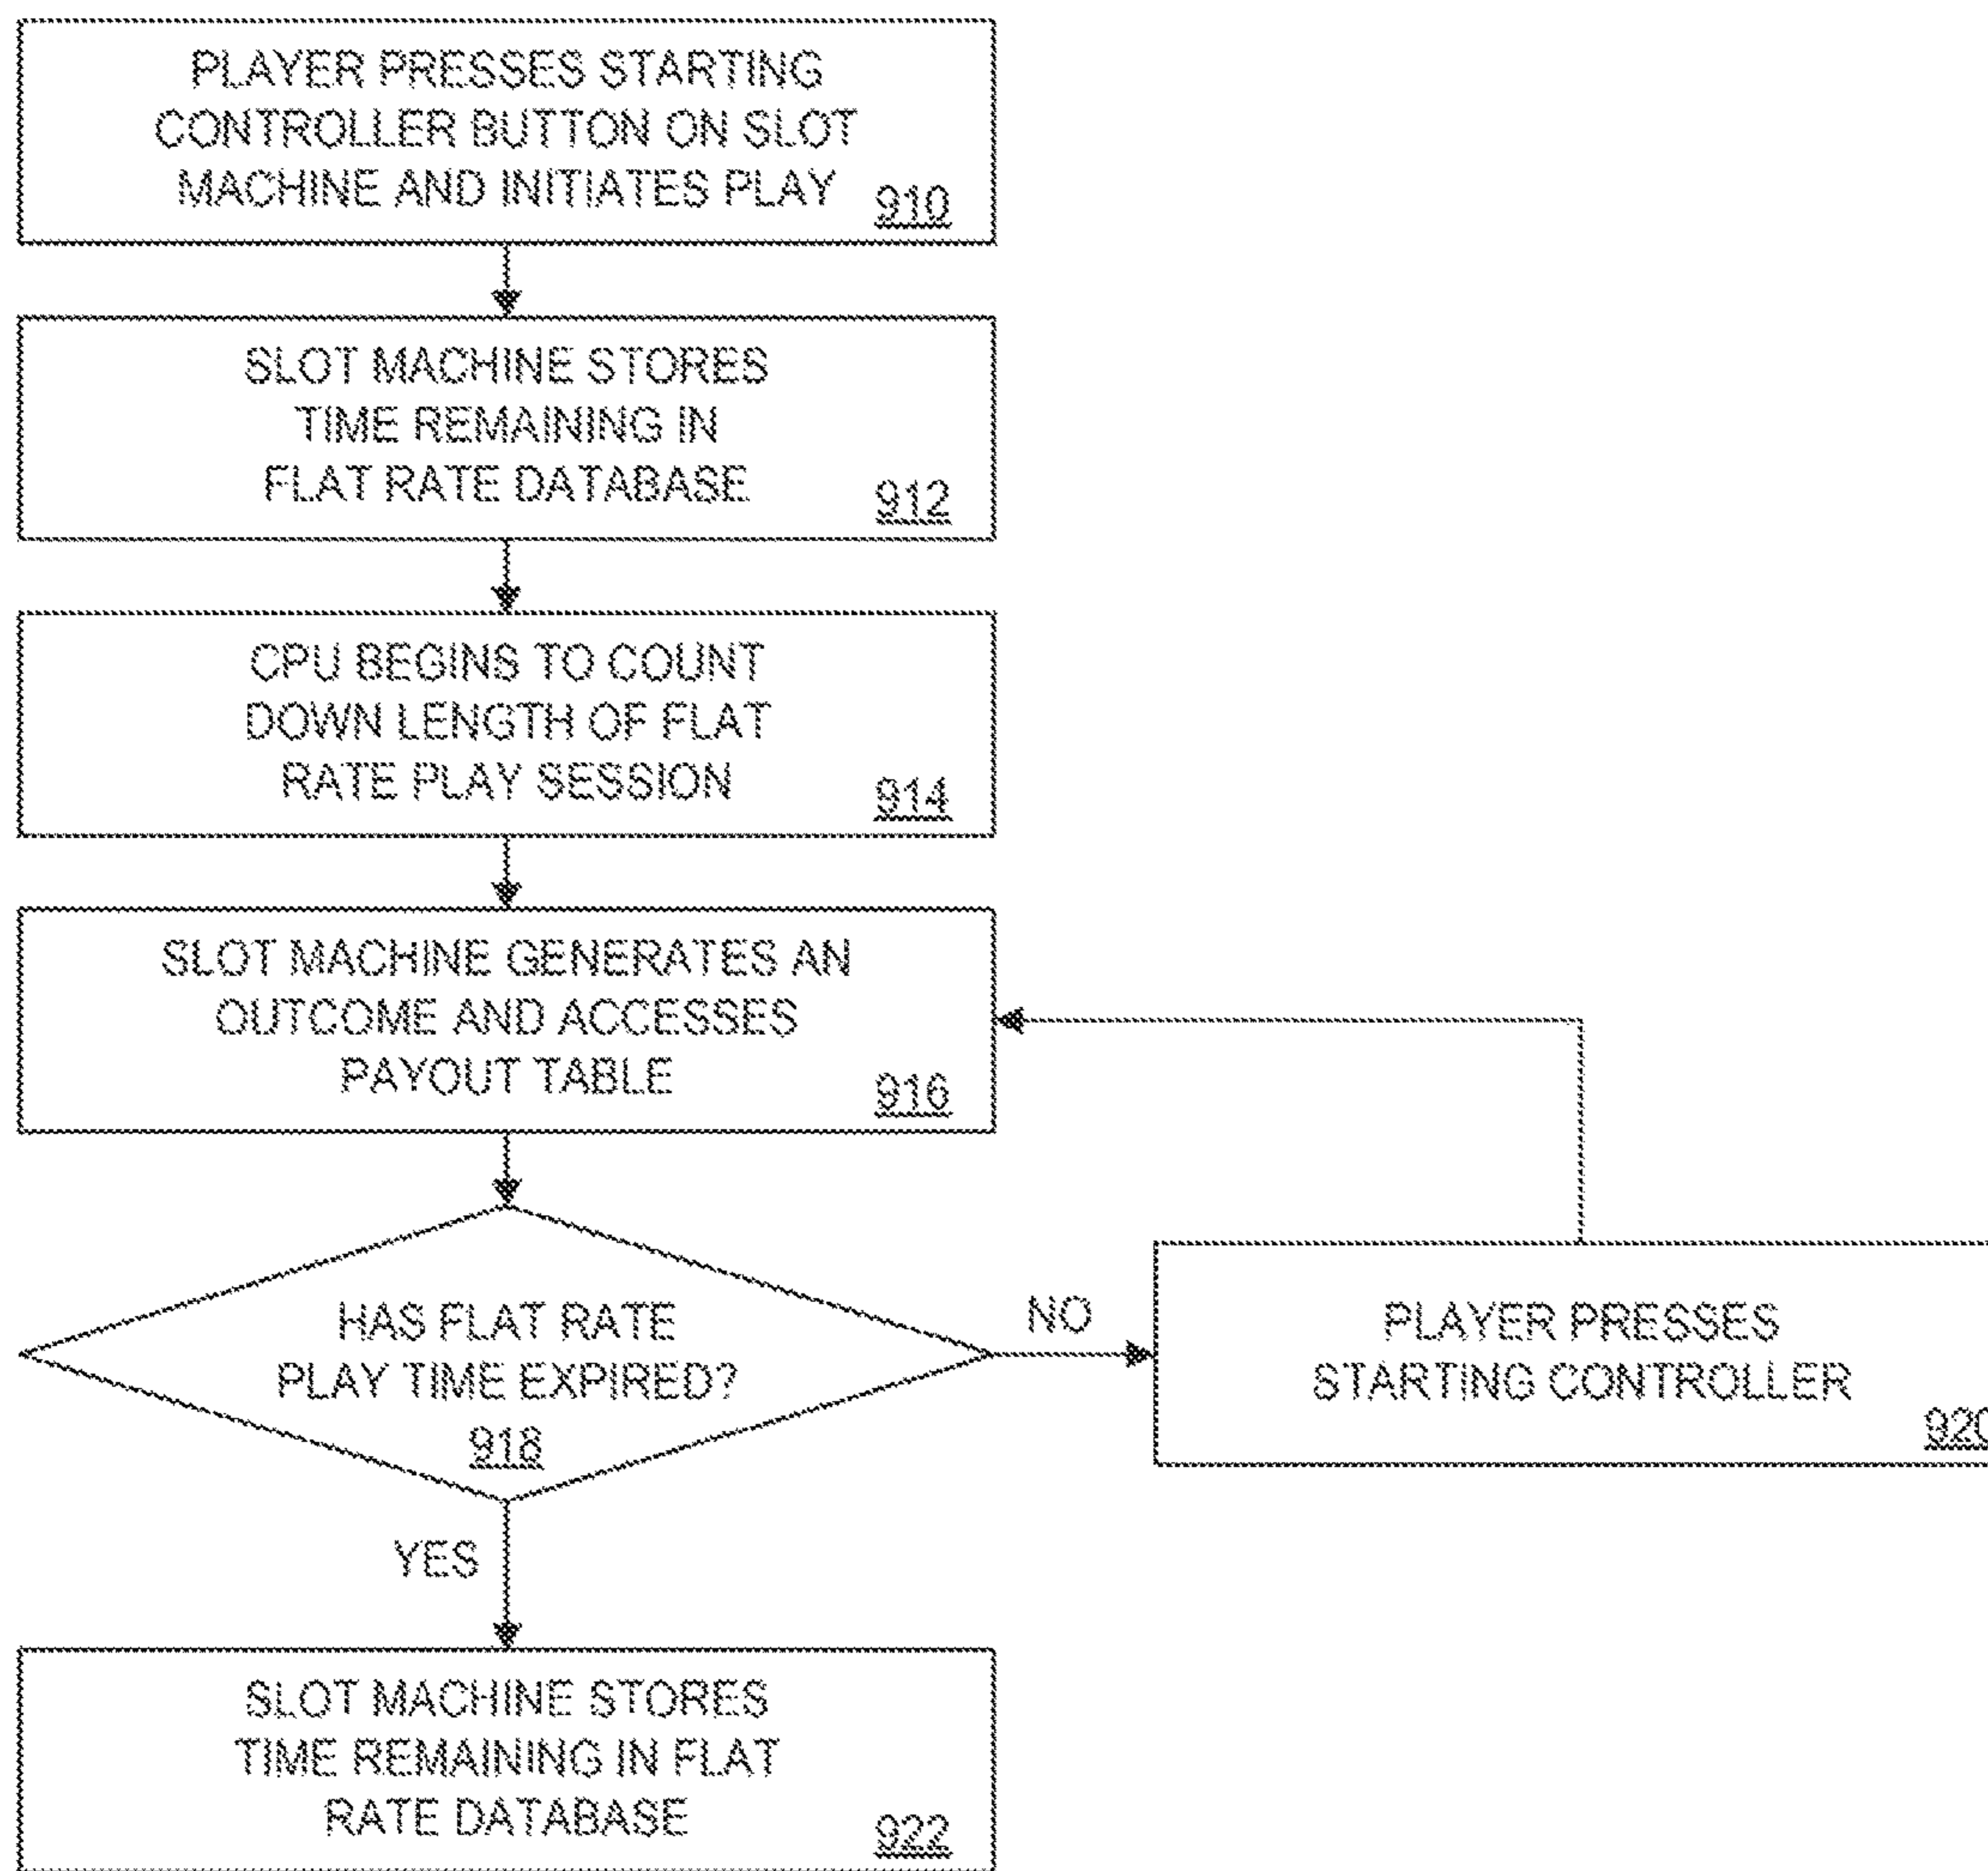 PLAYER PRESSES STARTING
CONTROLLER BUTTON ON SLOT
MACHINE AND INITIATES PLAY
910
SLOT MACHINE STORES
TIME REMAINING IN
FLAT RATE DATABASE
912
CPU BEGINS TO COUNT
DOWN LENGTH OF FLAT
RATE PLAY SESSION
914
SLOT MACHINE GENERATES AN
OUTCOME AND ACCESSES
PAYOUT TABLE
916
HAS FLAT RATE
PLAY TIME EXPIRED?
918
NO
PLAYER PRESSES
STARTING CONTROLLER
920
YES
SLOT MACHINE STORES
TIME REMAINING IN FLAT
RATE DATABASE
922